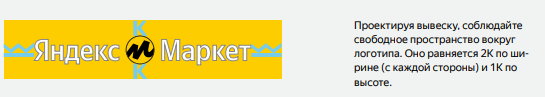 К
Яндекс М Маркет
К
Проектируя вывеску, соблюдайте
свободное пространство вокруг
логотипа. Оно равняется 2К по ши-
рине (с каждой стороны) и 1К по
высоте.